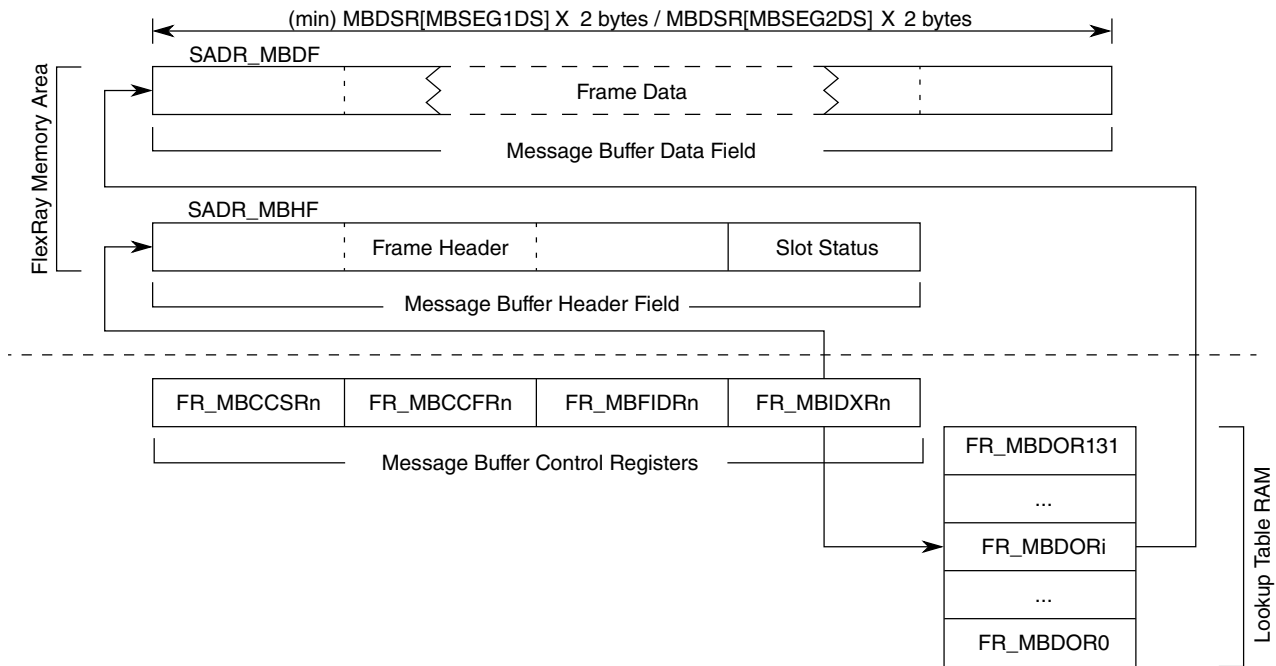 (min) MBDSR[MBSEG1DS] X 2 bytes / MBDSR[MBSEG2DS] X 2 bytes
SADR_MBDF
Frame Data
Message Buffer Data Field
FlexRay Memory Area
SADR_MBHF
Frame Header
Slot Status
Message Buffer Header Field
FR_MBCCSRn
FR_MBCCFRn
FR_MBFIDRn
FR_MBIDXRn
Message Buffer Control Registers
FR_MBDOR131
...
FR_MBDORi
...
FR_MBDOR0
Lookup Table RAM